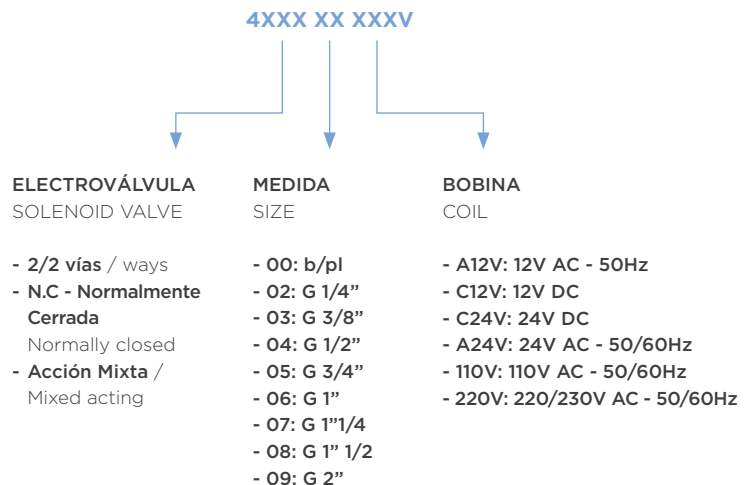 4XXX XX XXXV
ELECTROVÁLVULA
SOLENOID VALVE
- 2/2 vías / ways
- N.C - Normalmente
Cerrada
Normally closed
- Acción Mixta /
Mixed acting
MEDIDA
SIZE
- 00: b/pl
- 02: G 1/4”
- 03: G 3/8”
- 04: G 1/2”
- 05: G 3/4”
- 06: G 1”
- 07: G 1”1/4
- 08: G 1” 1/2
- 09: G 2”
BOBINA
COIL
- A12V: 12V AC - 50Hz
- C12V: 12V DC
- C24V: 24V DC
- A24V: 24V AC - 50/60Hz
- 110V: 110V AC - 50/60Hz
- 220V: 220/230V AC - 50/60Hz